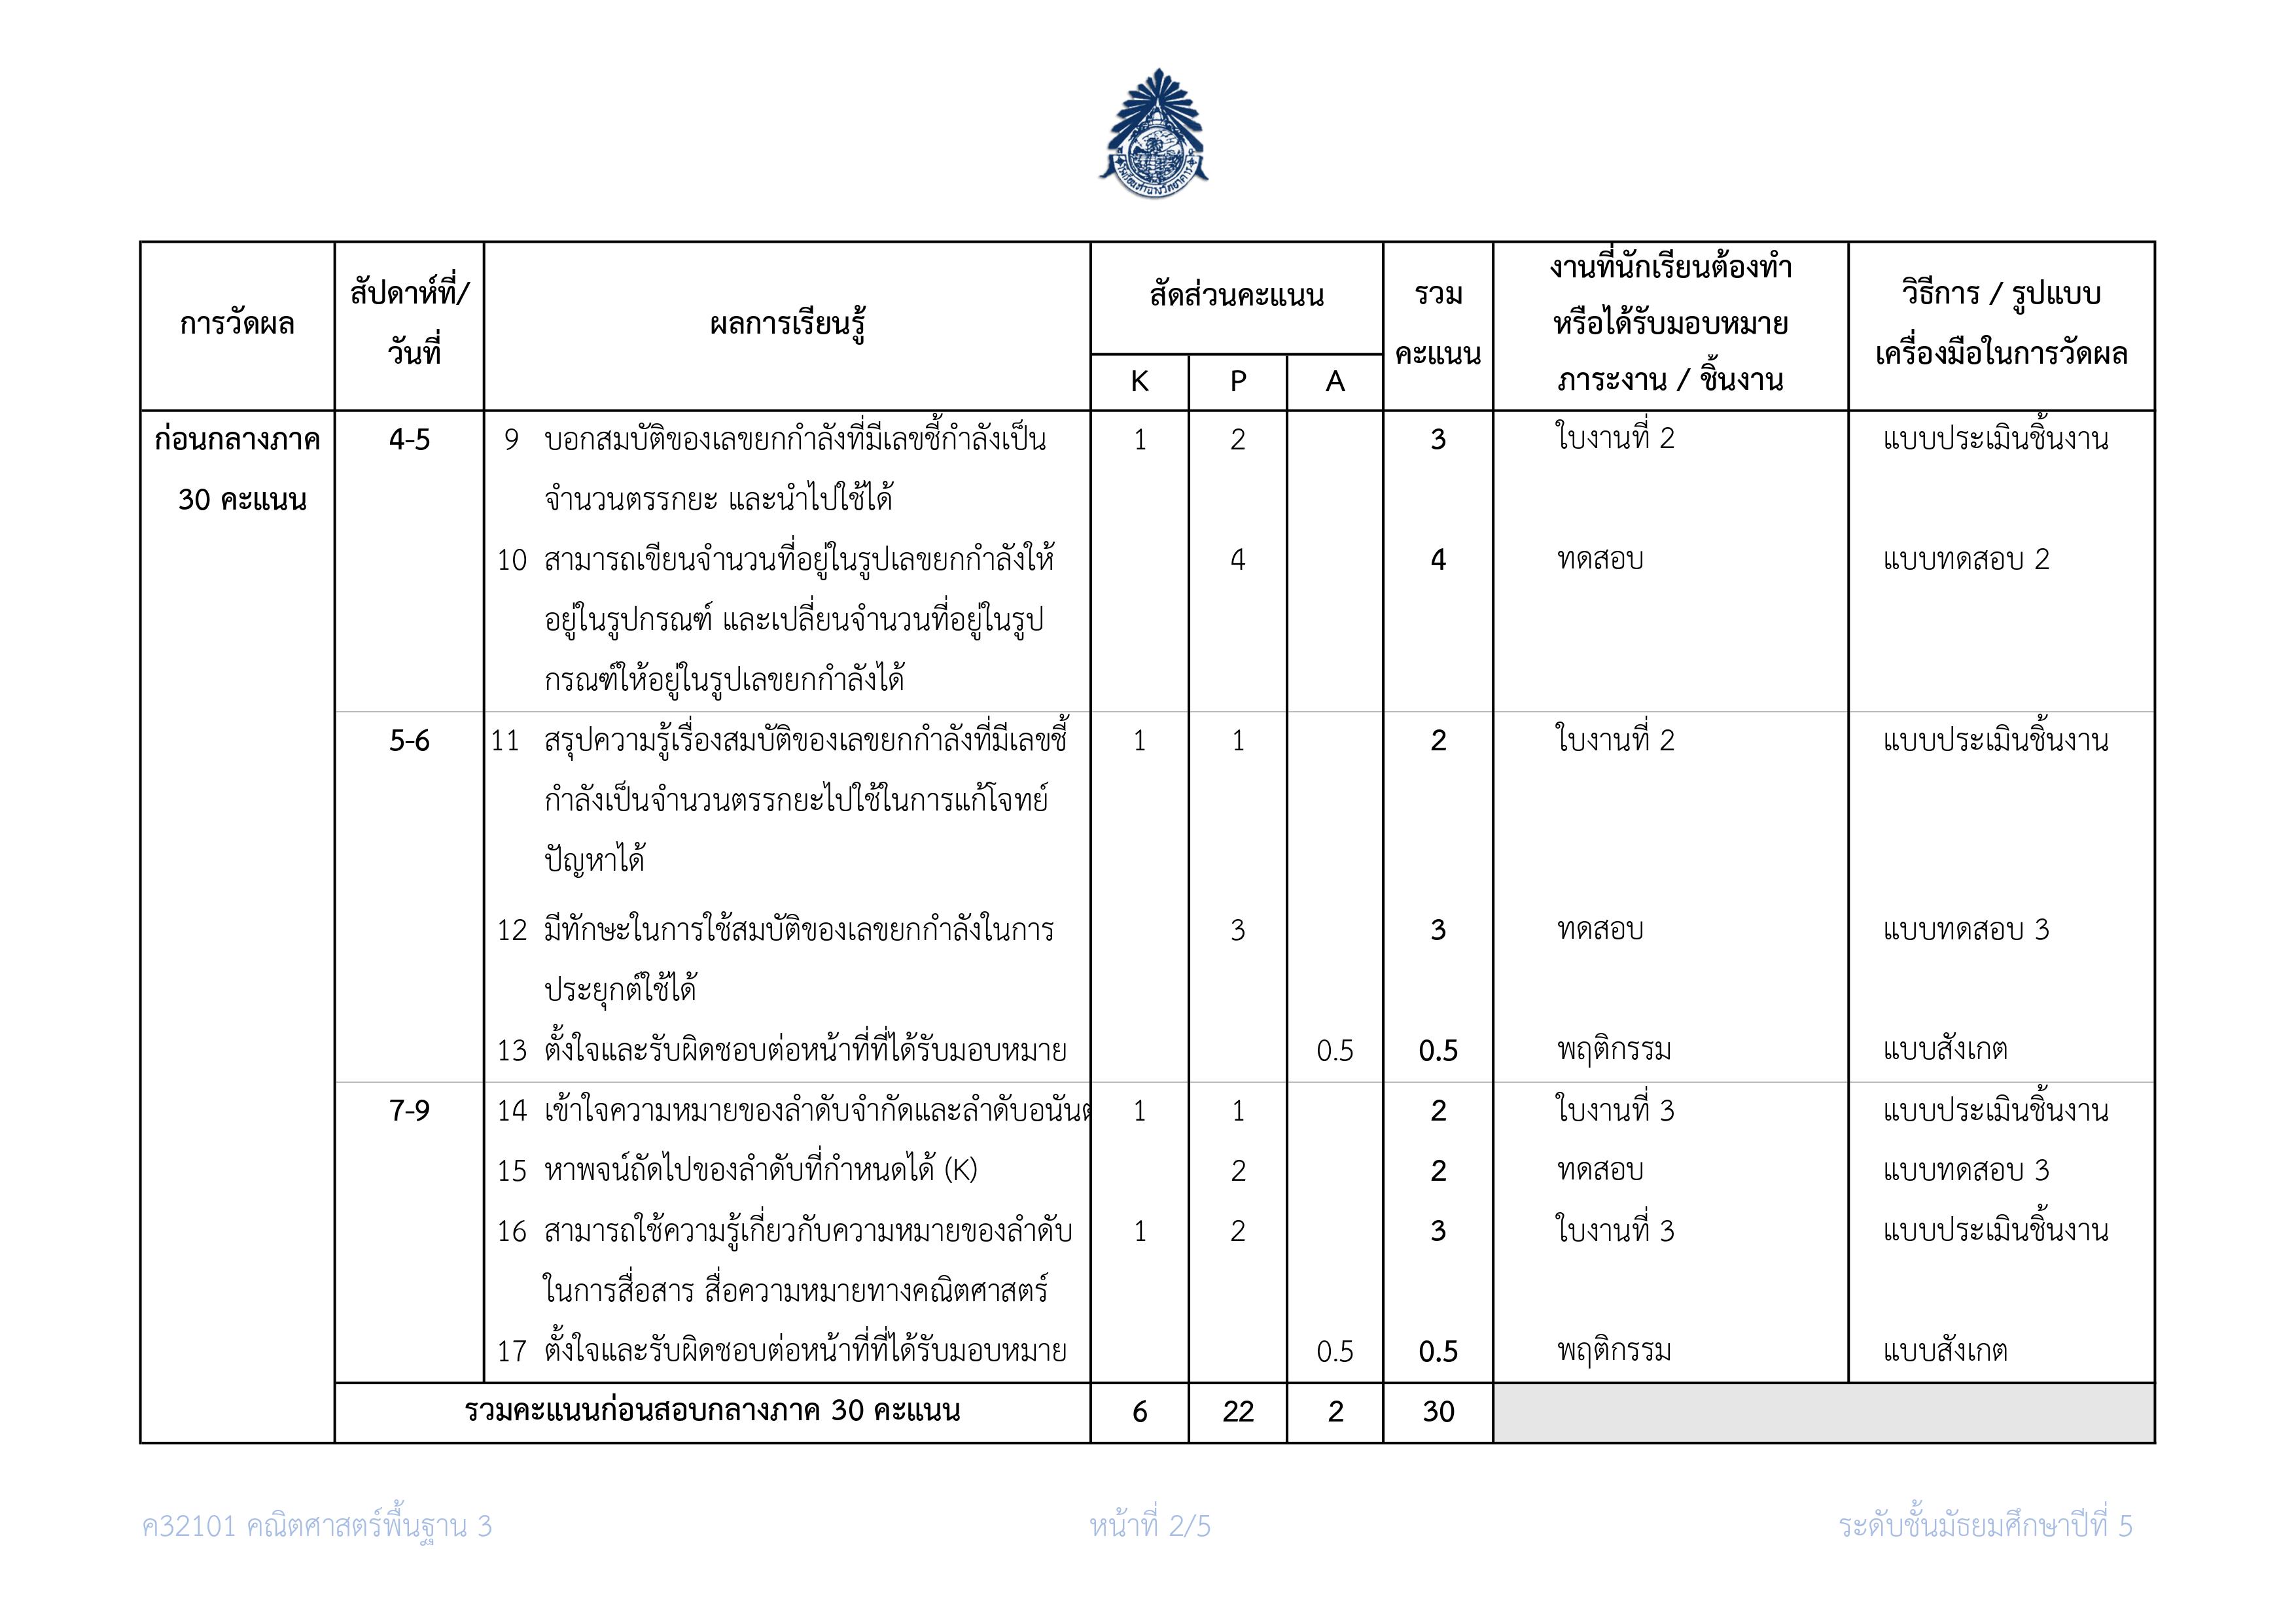 การวัดผล
สัปดาห์ที่/
วันที่
ผลการเรียนรู้
สัดส่วนคะแนน
K P A
รวม
คะแนน
งานที่นักเรียนต้องทำ
หรือได้รับมอบหมาย
ภาระงาน / ชิ้นงาน
วิธีการ / รูปแบบ
เครื่องมือในการวัดผล
ก่อนกลางภาค
30 คะแนน
4-5 9 บอกสมบัติของเลขยกกำลังที่มีเลขชี้กำลังเป็น 1 2 3 ใบงานที่ 2 แบบประเมินชิ้นงาน
จำนวนตรรกยะ และนำไปใช้ได้
10 สามารถเขียนจำนวนที่อยู่ในรูปเลขยกกำลังให้ 4 4 ทดสอบ แบบทดสอบ 2
อยู่ในรูปกรณฑ์ และเปลี่ยนจำนวนที่อยู่ในรูป
กรณฑ์ให้อยู่ในรูปเลขยกกำลังได้
5-6 11 สรุปความรู้เรื่องสมบัติของเลขยกกำลังที่มีเลขชี้ 1 1 2 ใบงานที่ 2 แบบประเมินชิ้นงาน
กำลังเป็นจำนวนตรรกยะไปใช้ในการแก้โจทย์
ปัญหาได้
12 มีทักษะในการใช้สมบัติของเลขยกกำลังในการ 3 3 ทดสอบ แบบทดสอบ 3
ประยุกต์ใช้ได้
13 ตั้งใจและรับผิดชอบต่อหน้าที่ที่ได้รับมอบหมาย 0.5 0.5 พฤติกรรม แบบสังเกต
7-9 14 เข้าใจความหมายของลำดับจำกัดและลำดับอนันต 1 1 2 ใบงานที่ 3 แบบประเมินชิ้นงาน
15 หาพจน์ถัดไปของลำดับที่กำหนดได้ (K) 2 2 ทดสอบ แบบทดสอบ 3
16 สามารถใช้ความรู้เกี่ยวกับความหมายของลำดับ 1 2 3 ใบงานที่ 3 แบบประเมินชิ้นงาน
ในการสื่อสาร สื่อความหมายทางคณิตศาสตร์
17 ตั้งใจและรับผิดชอบต่อหน้าที่ที่ได้รับมอบหมาย 0.5 0.5 พฤติกรรม แบบสังเกต
รวมคะแนนก่อนสอบกลางภาค 30 คะแนน 6 22 2 30
ค32101 คณิตศาสตร์พื้นฐาน 3 หน้าที่ 2/5 ระดับชั้นมัธยมศึกษาปีที่ 5